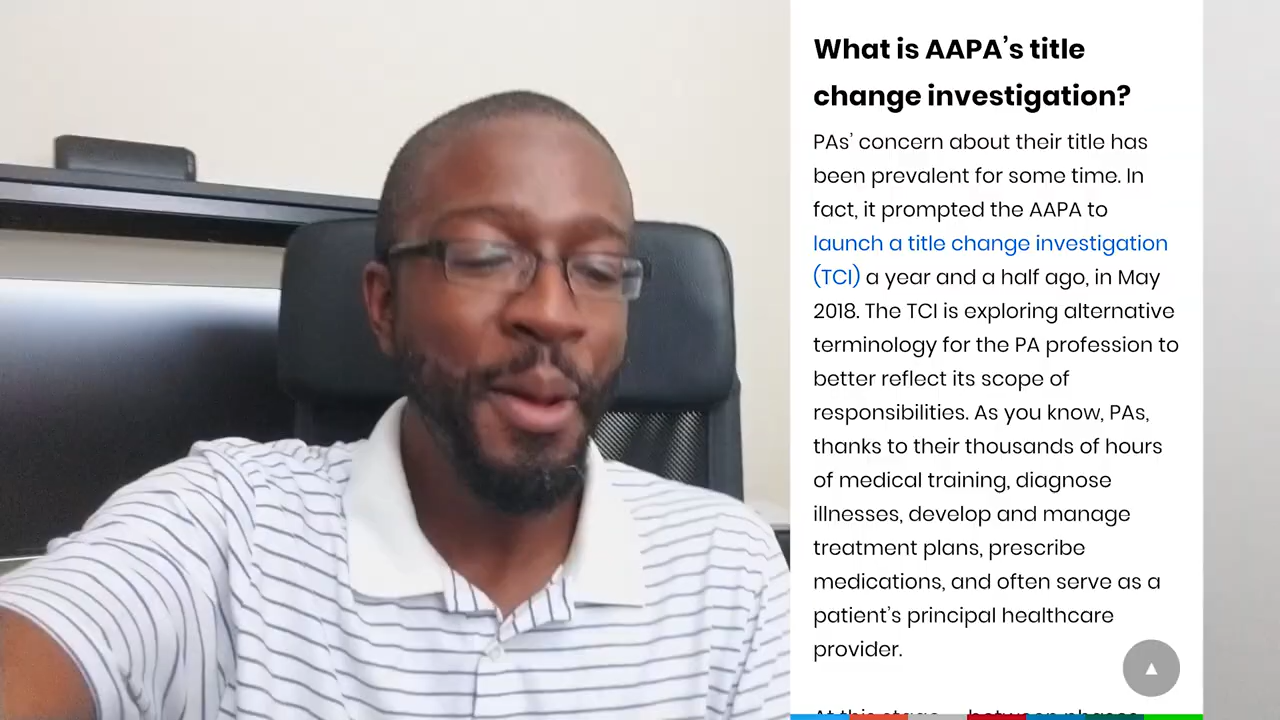 What is AAPA’s title
change investigation?
PAs’ concern about their title has
been prevalent for some time. In
fact, it prompted the AAPA to
launch a title change investigation
(TCI) a year and a half ago, in May
2018. The TCI is exploring alternative
terminology for the PA profession to
better reflect its scope of
responsibilities. As you know, PAs,
thanks to their thousands of hours
of medical training, diagnose
illnesses, develop and manage
treatment plans, prescribe
medications, and often serve as a
patient’s principal healthcare
provider.